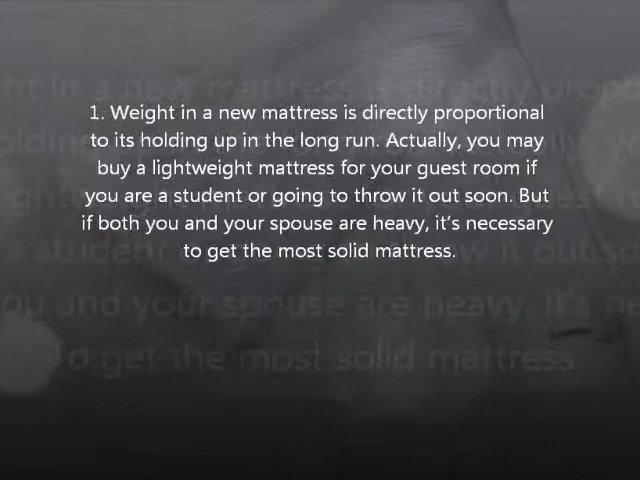 1. Weight in a new mattress is directly proportional
to its holding up in the long run. Actually, you may
buy a lightweight mattress for your guest room if
you are a student or going to throw it out soon. But
if both you and your spouse are heavy, it's necessary
to get the most solid mattress.